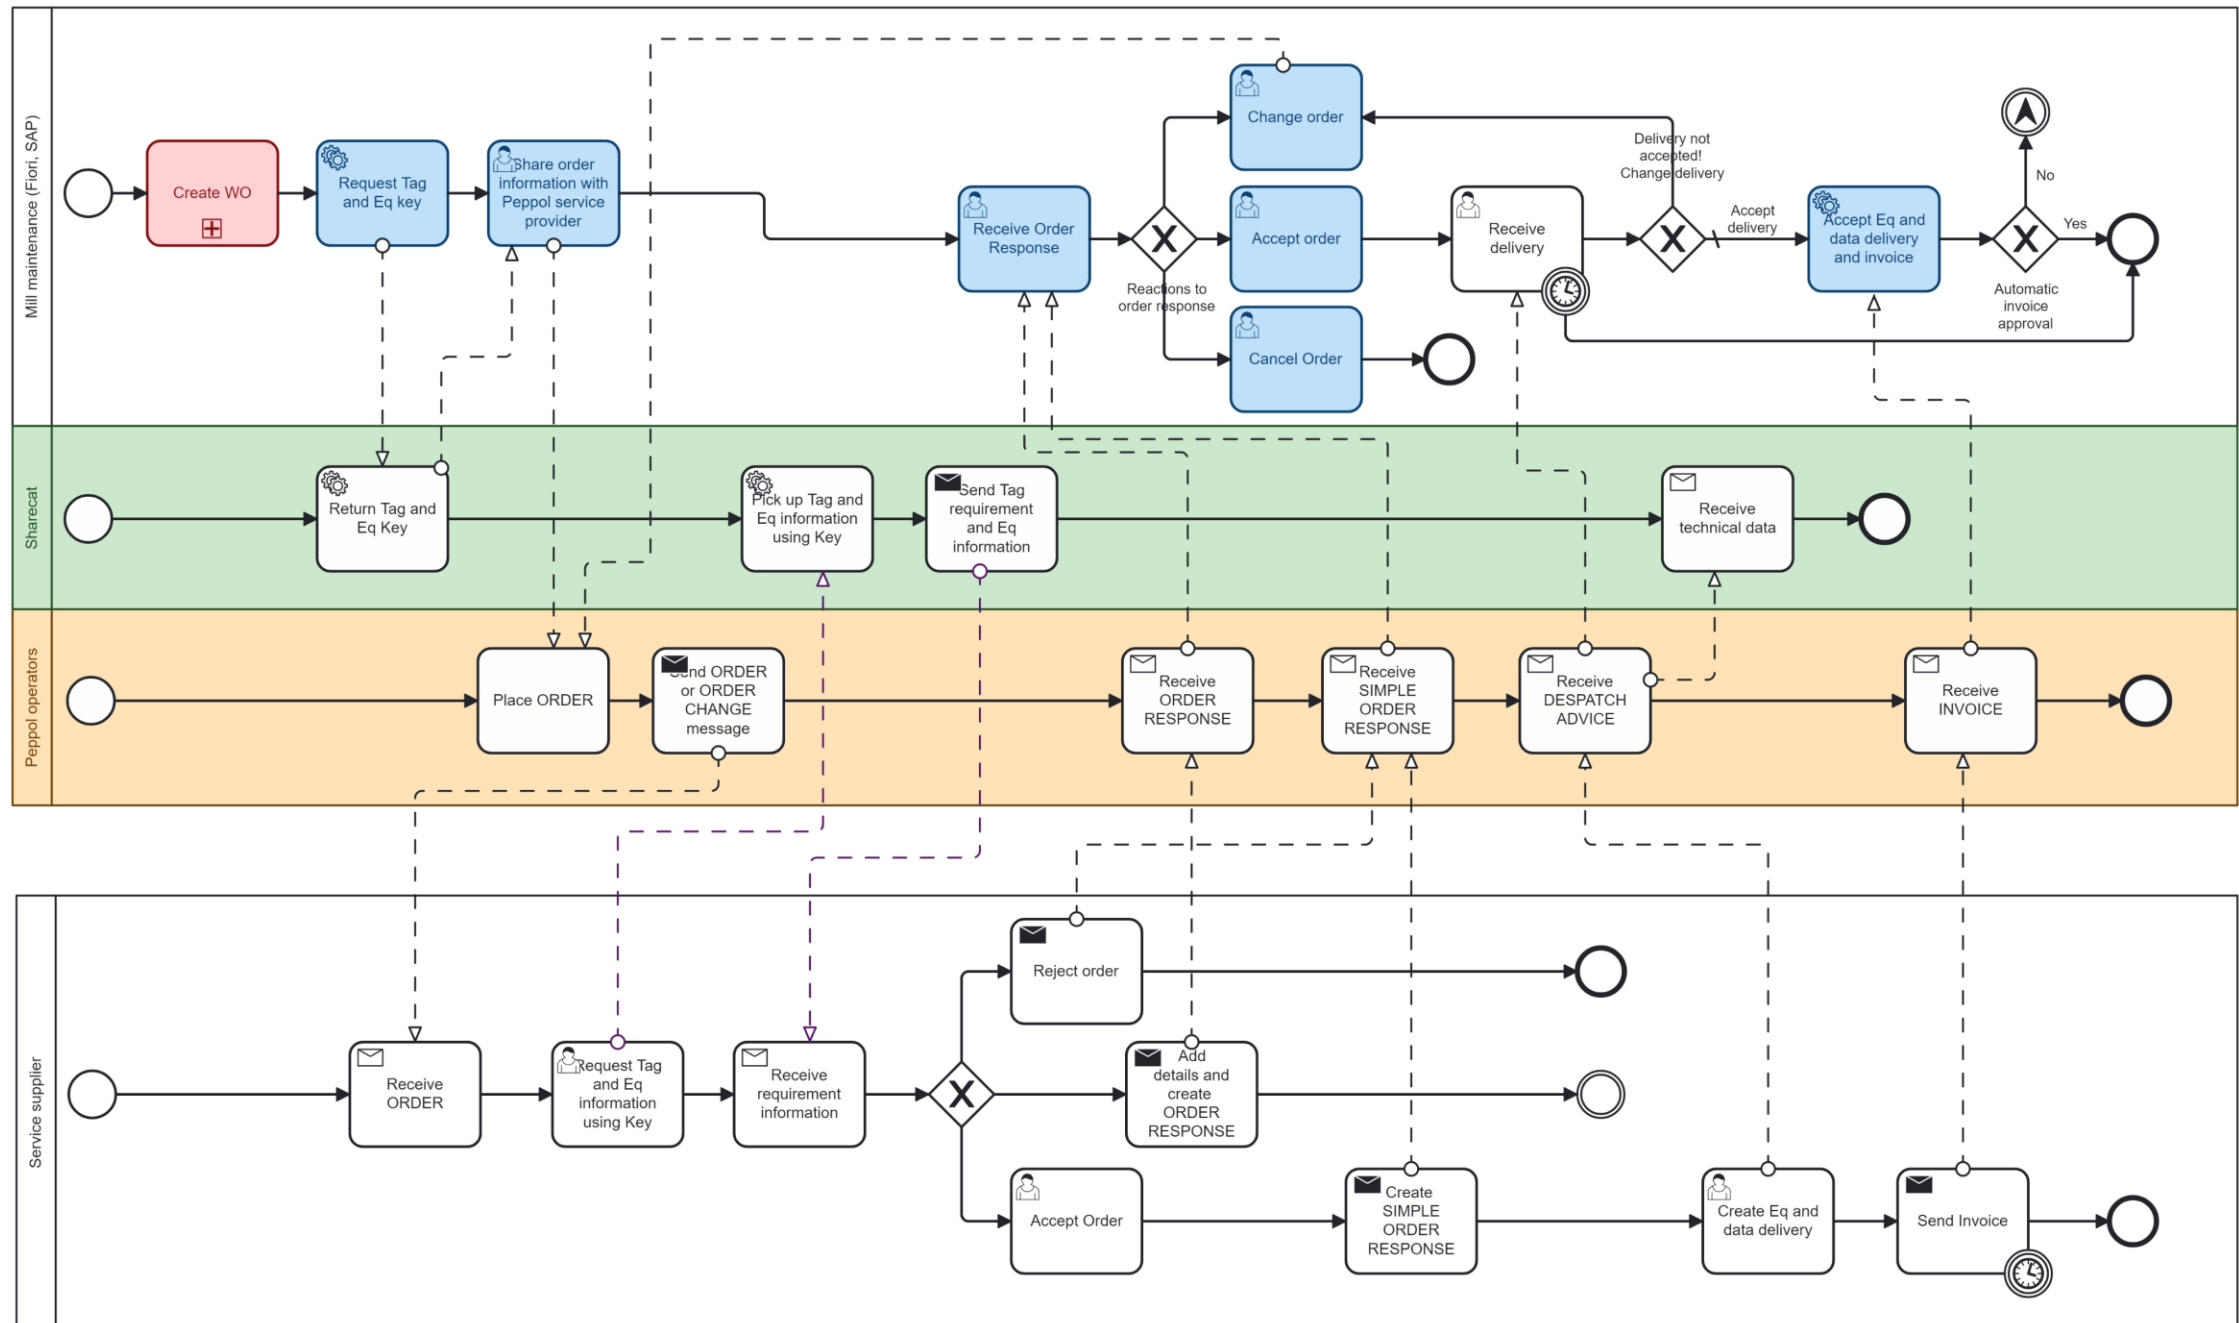 Mill maintenance (Fiori, SAP)
Create WO
Request Tag
and Eq key
Share order
information with
Peppol service
provider
Receive Order
Response
Reactions to
order response
Change order
Accept order
Cancel Order
Receive
delivery
Delivery not
accepted!
Change delivery
Accept
delivery
Accept Eq and
data delivery
and invoice
No
Yes
Automatic
invoice
approval
Sharecat
Return Tag and
Eq Key
Pick up Tag and
Eq information
using Key
Send Tag
requirement
and Eq
information
Receive
technical data
Peppol operators
Place ORDER
Send ORDER
or ORDER
CHANGE
message
Receive
ORDER
RESPONSE
Receive
SIMPLE
ORDER
RESPONSE
Receive
DESPATCH
ADVICE
Receive
INVOICE
Service supplier
Receive
ORDER
Request Tag
and Eq
information
using Key
Receive
requirement
information
Reject order
Add
details and
create
ORDER
RESPONSE
Accept Order
Create
SIMPLE
ORDER
RESPONSE
Create Eq and
data delivery
Send Invoice